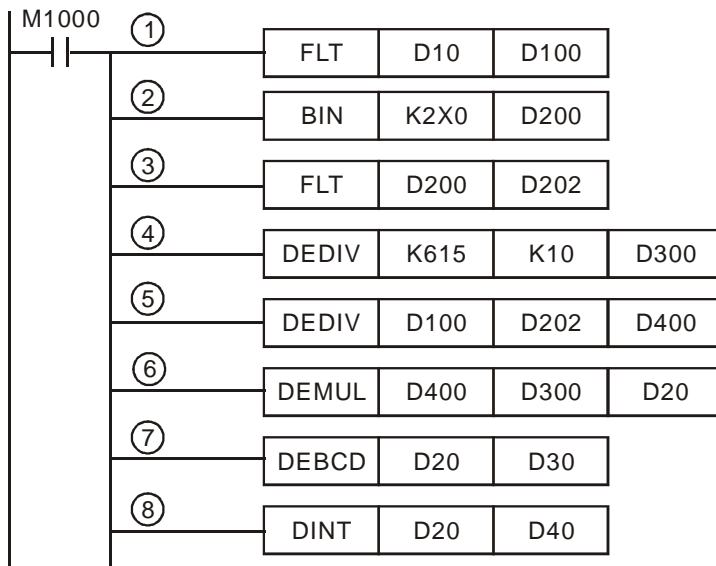 M1000
1
FLT D10 D100
2
BIN K2X0 D200
3
FLT D200 D202
4
DEDIV K615 K10 D300
5
DEDIV D100 D202 D400
6
DEMUL D400 D300 D20
7
DEBCD D20 D30
8
DINT D20 D40